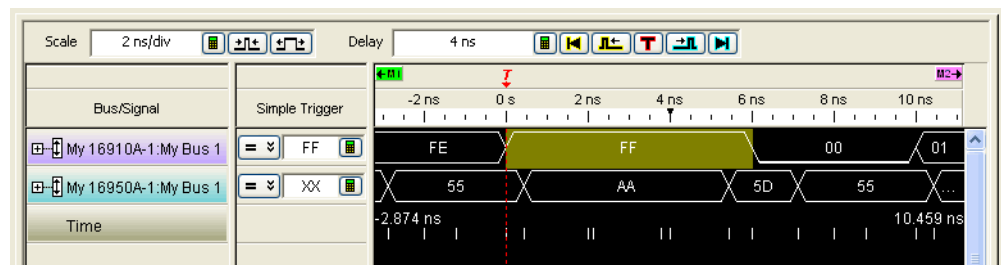 Scale 2 ns/div Delay 4 ns T
M1 T M2
Bus/Signal Simple Trigger -2 ns 0 s 2 ns 4 ns 6 ns 8 ns 10 ns
My 16910A-1:My Bus 1 = FF FE FF 00 01
My 16950A-1:My Bus 1 = XX 55 AA 5D 55 ...
Time -2.874 ns 10.459 ns